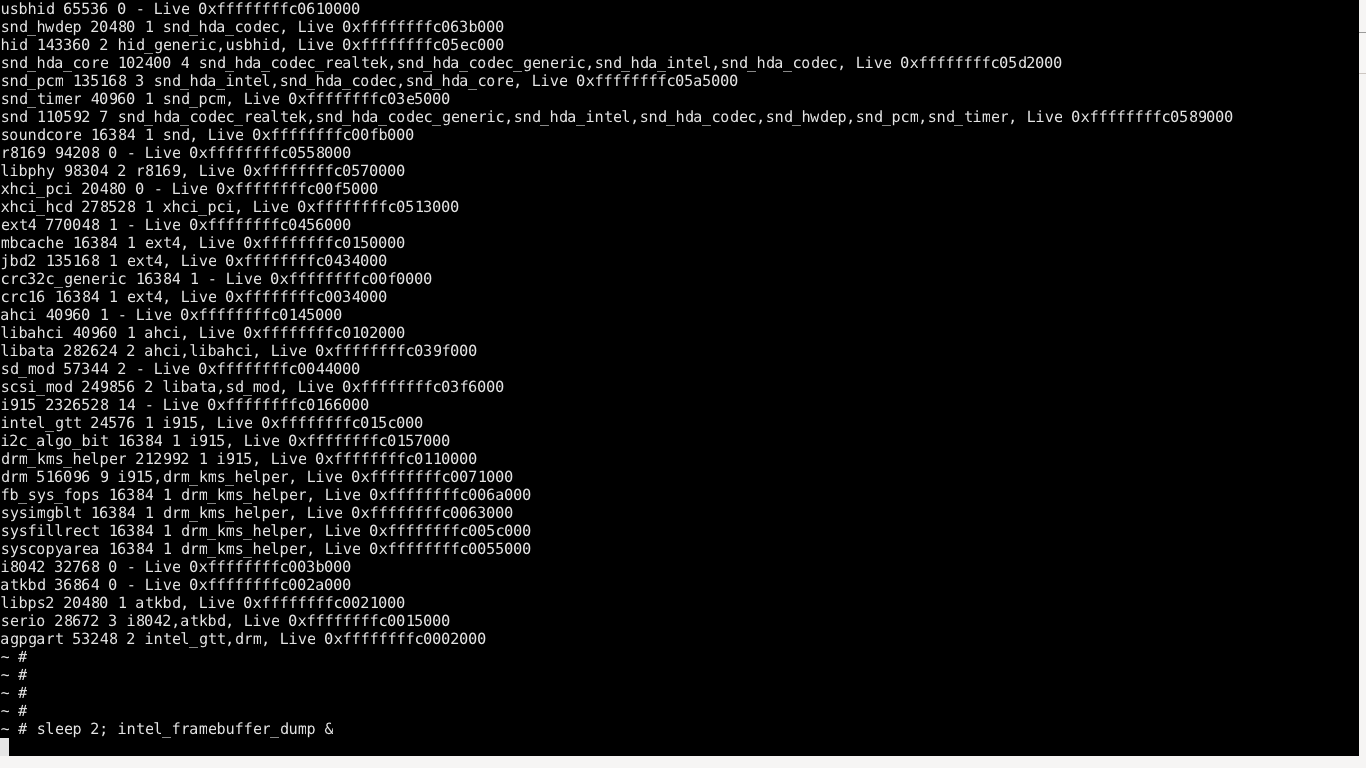 usbhid 65536 0 - Live 0xffffffffc0610000
snd_hwdep 20480 1 snd_hda_codec, Live 0xffffffffc063b000
hid 143360 2 hid_generic,usbhid, Live 0xffffffffc05ec000
snd_hda_core 102400 4 snd_hda_codec_realtek,snd_hda_codec_generic,snd_hda_intel,snd_hda_codec, Live 0xffffffffc05d2000
snd_pcm 135168 3 snd_hda_intel,snd_hda_codec,snd_hda_core, Live 0xffffffffc05a5000
snd_timer 40960 1 snd_pcm, Live 0xffffffffc03e5000
snd 110592 7 snd_hda_codec_realtek,snd_hda_codec_generic,snd_hda_intel,snd_hda_codec,snd_hwdep,snd_pcm,snd_timer, Live 0xffffffffc0589000
soundcore 16384 1 snd, Live 0xffffffffc00fb000
r8169 94208 0 - Live 0xffffffffc0558000
libphy 98304 2 r8169, Live 0xffffffffc0570000
xhci_pci 20480 0 - Live 0xffffffffc00f5000
xhci_hcd 278528 1 xhci_pci, Live 0xffffffffc0513000
ext4 770048 1 - Live 0xffffffffc0456000
mbcache 16384 1 ext4, Live 0xffffffffc0150000
jbd2 135168 1 ext4, Live 0xffffffffc0434000
crc32c_generic 16384 1 - Live 0xffffffffc00f0000
crc16 16384 1 ext4, Live 0xffffffffc0034000
ahci 40960 1 - Live 0xffffffffc0145000
libahci 40960 1 ahci, Live 0xffffffffc0102000
libata 282624 2 ahci,libahci, Live 0xffffffffc039f000
sd_mod 57344 2 - Live 0xffffffffc0044000
scsi_mod 249856 2 libata,sd_mod, Live 0xffffffffc03f6000
i915 2326528 14 - Live 0xffffffffc0166000
intel_gtt 24576 1 i915, Live 0xffffffffc015c000
i2c_algo_bit 16384 1 i915, Live 0xffffffffc0157000
drm_kms_helper 212992 1 i915, Live 0xffffffffc0110000
drm 516096 9 i915,drm_kms_helper, Live 0xffffffffc0071000
fb_sys_fops 16384 1 drm_kms_helper, Live 0xffffffffc006a000
sysimgblt 16384 1 drm_kms_helper, Live 0xffffffffc0063000
sysfillrect 16384 1 drm_kms_helper, Live 0xffffffffc005c000
syscopyarea 16384 1 drm_kms_helper, Live 0xffffffffc0055000
i8042 32768 0 - Live 0xffffffffc003b000
atkbd 36864 0 - Live 0xffffffffc002a000
libps2 20480 1 atkbd, Live 0xffffffffc0021000
serio 28672 3 i8042,atkbd, Live 0xffffffffc0015000
agpgart 53248 2 intel_gtt,drm, Live 0xffffffffc0002000
~ #
~ #
~ #
~ #
~ # sleep 2; intel_framebuffer_dump &